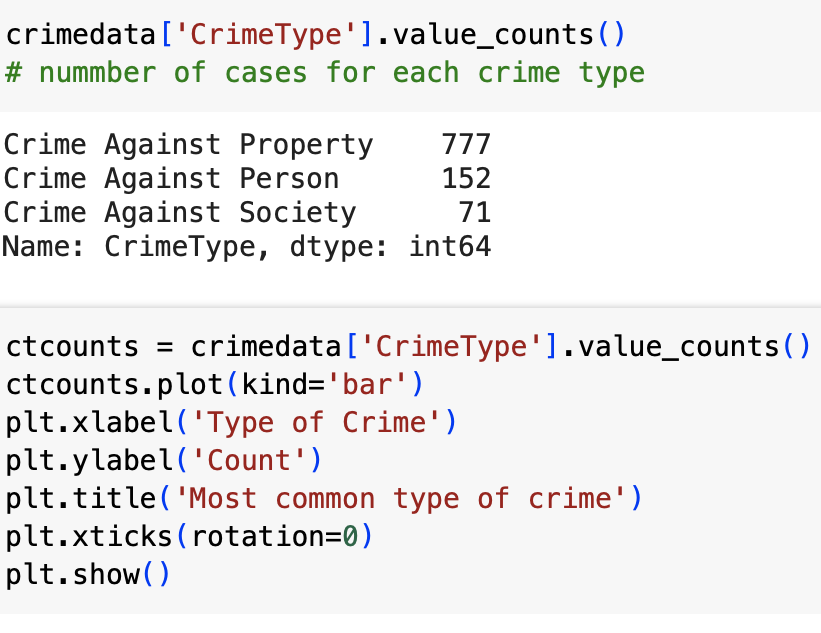 crimedata['CrimeType'].value_counts()
# nummber of cases for each crime type
Crime Against Property    777
Crime Against Person      152
Crime Against Society      71
Name: CrimeType, dtype: int64
ctcounts = crimedata['CrimeType'].value_counts()
ctcounts.plot(kind='bar')
plt.xlabel('Type of Crime')
plt.ylabel('Count')
plt.title('Most common type of crime')
plt.xticks(rotation=0)
plt.show()